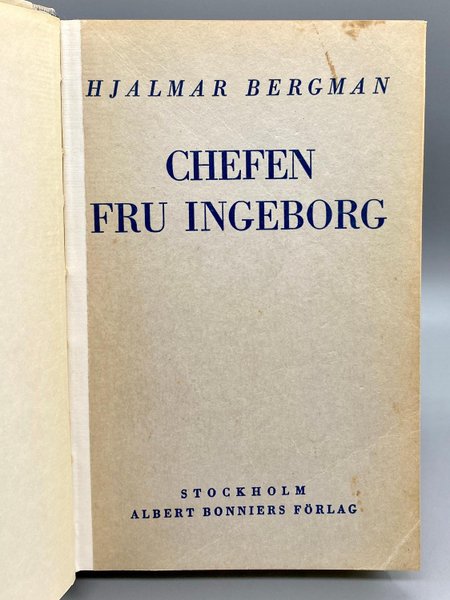 HJALMAR BERGMAN
CHEFEN
FRU INGEBORG
STOCKHOLM
ALBERT BONNIERS FÖRLAG